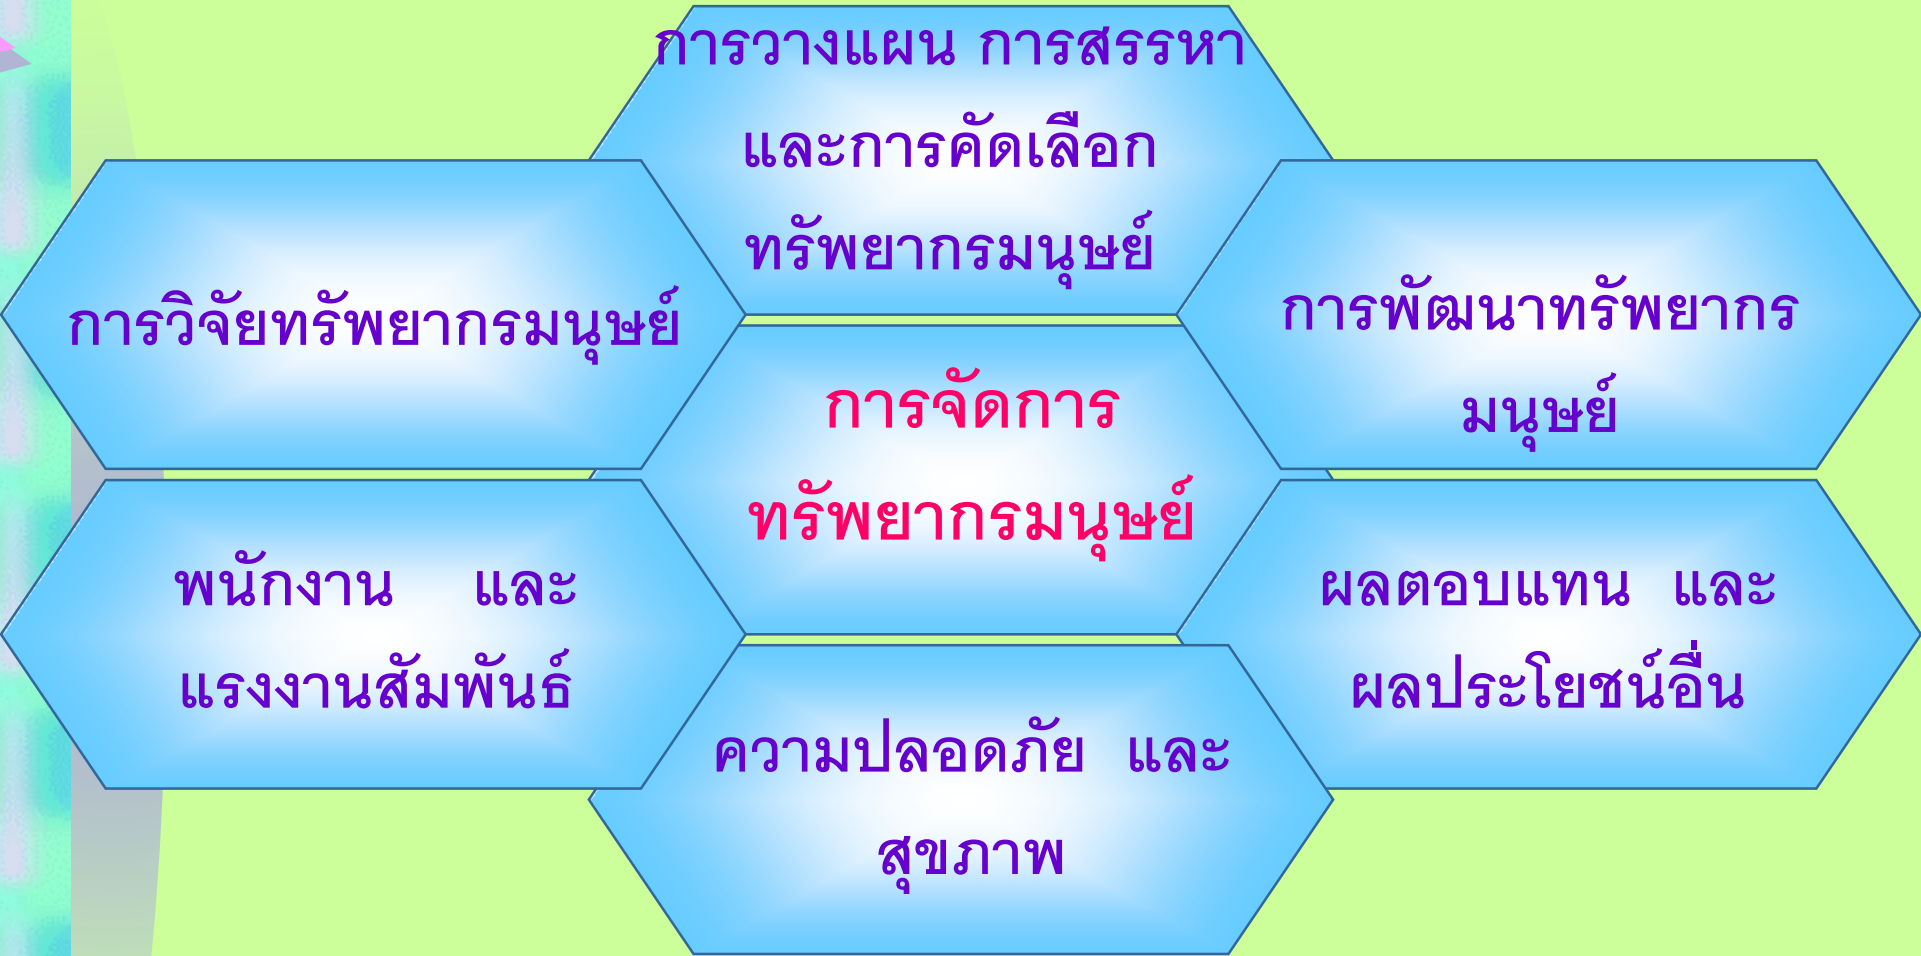 การวางแผน การสรรหา
และการคัดเลือก
ทรัพยากรมนุษย์
การวิจัยทรัพยากรมนุษย์
การพัฒนาทรัพยากร
มนุษย์
การจัดการ
ทรัพยากรมนุษย์
พนักงาน และ
แรงงานสัมพันธ์
ผลตอบแทน และ
ผลประโยชน์อื่น
ความปลอดภัย และ
สุขภาพ